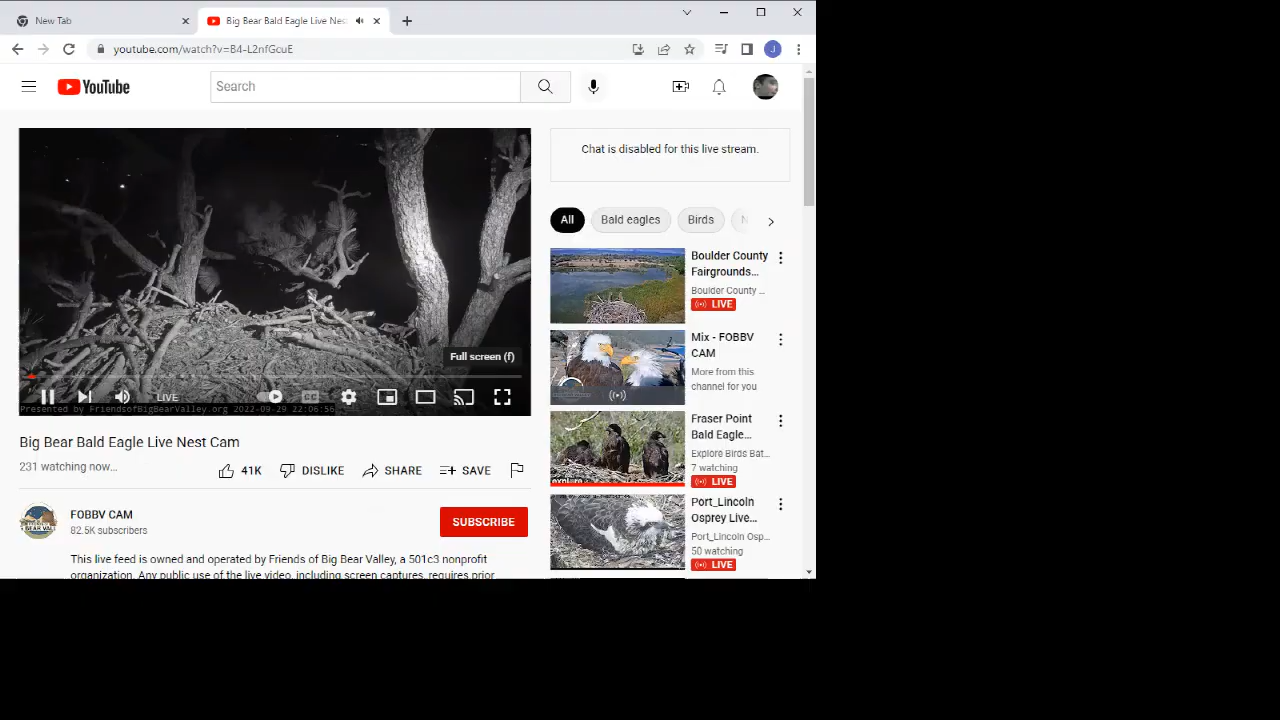 New Tab
Big Bear Bald Eagle Live Nes
youtube.com/watch?v=B4-L2nfGcuE
J
YouTube
Search
Full screen (f)
LIVE
CC
Presented by FriendsofBigBearValley.org 2022-09-29 22:06:56
Big Bear Bald Eagle Live Nest Cam
231 watching now...
41K
DISLIKE
SHARE
SAVE
FOBBV CAM
82.5K subscribers
SUBSCRIBE
This live feed is owned and operated by Friends of Big Bear Valley, a 501c3 nonprofit
organization. Any public use of the live video, including screen captures, requires prior
Chat is disabled for this live stream.
All
Bald eagles
Birds
N
Boulder County
Fairgrounds...
Boulder County ...
LIVE
Mix - FOBBV
CAM
More from this
channel for you
Fraser Point
Bald Eagle...
Explore Birds Bat...
7 watching
LIVE
explore
Port_Lincoln
Osprey Live...
Port_Lincoln Osp...
50 watching
LIVE